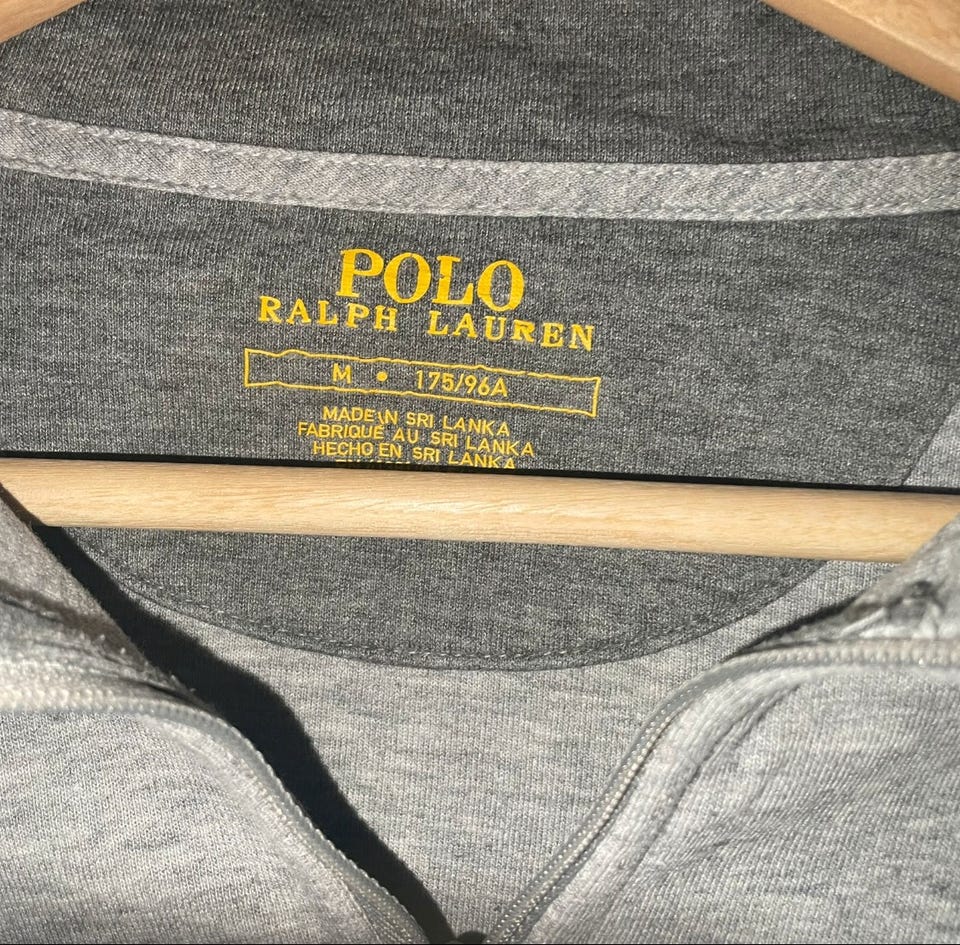 POLO
RALPH LAUREN
M • 175/96A
MADE IN SRI LANKA
FABRIQUÉ AU SRI LANKA
HECHO EN SRI LANKA